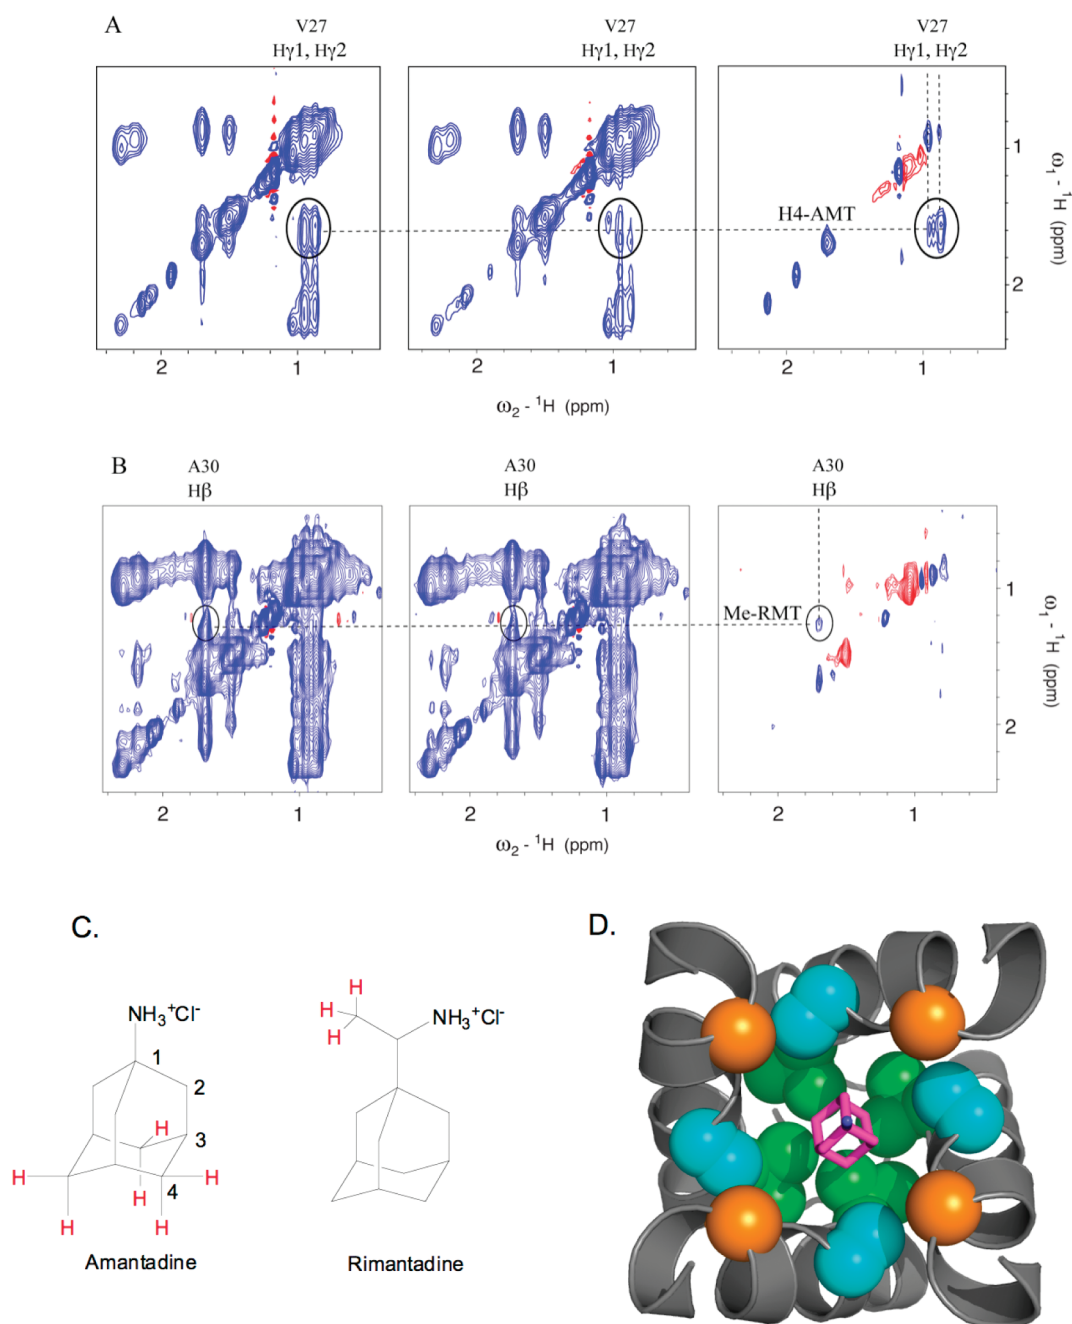 A
V27
Hγ1, Hγ2
V27
Hγ1, Hγ2
V27
Hγ1, Hγ2
H4-AMT
1
2
ω1 - 1H (ppm)
2 1
2 1
2 1
ω2 - 1H (ppm)
B
A30
Hβ
A30
Hβ
A30
Hβ
Me-RMT
1
2
ω1 - 1H (ppm)
2 1
2 1
2 1
ω2 - 1H (ppm)
C.
NH3+Cl-
1
2
3
4
H
H
H
H
H
H
Amantadine
H
H
H
NH3+Cl-
Rimantadine
D.